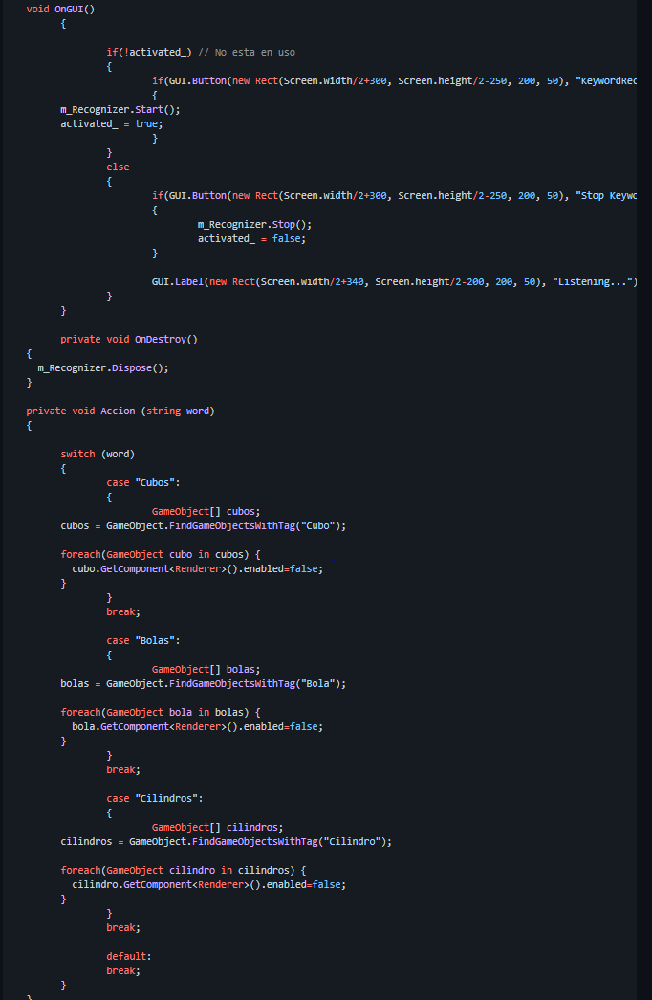 void OnGUI()
{
if(!activated_) // No esta en uso
{
if(GUI.Button(new Rect(Screen.width/2+300, Screen.height/2-250, 200, 50), "KeywordRec
{
m_Recognizer.Start();
activated_ = true;
}
}
else
{
if(GUI.Button(new Rect(Screen.width/2+300, Screen.height/2-250, 200, 50), "Stop Keywo
{
m_Recognizer.Stop();
activated_ = false;
}
GUI.Label(new Rect(Screen.width/2+340, Screen.height/2-200, 200, 50), "Listening...")
}
}
private void OnDestroy()
{
m_Recognizer.Dispose();
}
private void Accion (string word)
{
switch (word)
{
case "Cubos":
{
GameObject[] cubos;
cubos = GameObject.FindGameObjectsWithTag("Cubo");
foreach(GameObject cubo in cubos) {
cubo.GetComponent<Renderer>().enabled=false;
}
}
break;
case "Bolas":
{
GameObject[] bolas;
bolas = GameObject.FindGameObjectsWithTag("Bola");
foreach(GameObject bola in bolas) {
bola.GetComponent<Renderer>().enabled=false;
}
}
break;
case "Cilindros":
{
GameObject[] cilindros;
cilindros = GameObject.FindGameObjectsWithTag("Cilindro");
foreach(GameObject cilindro in cilindros) {
cilindro.GetComponent<Renderer>().enabled=false;
}
}
break;
default:
break;
}
}